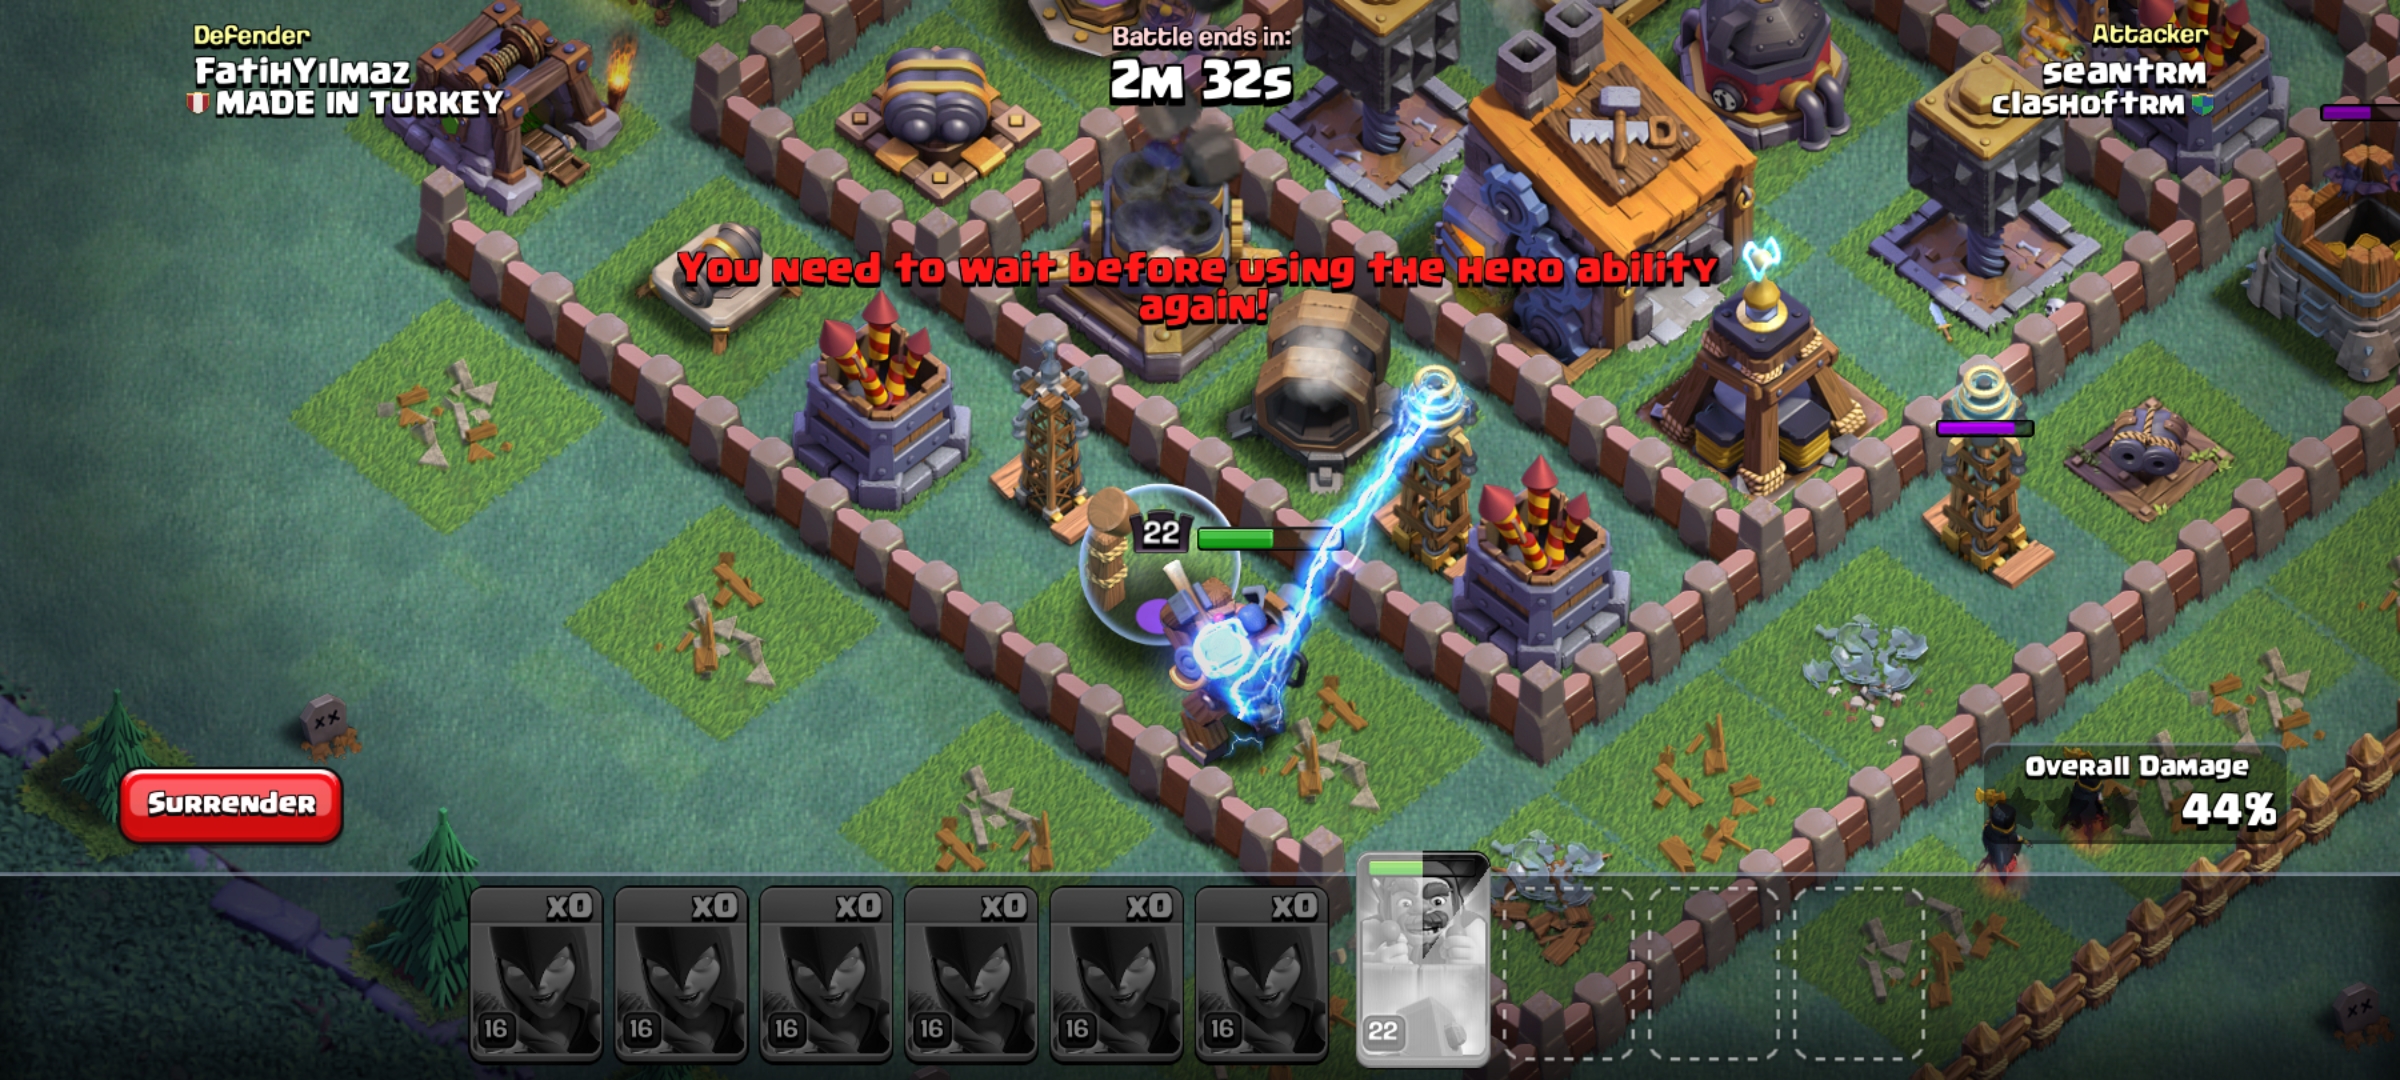 Defender
FatihYılmaz
MADE IN TURKEY
Battle ends in:
2M 32s
Attacker
seantrm
clashoftrm
You need to wait before using the Hero ability
again!
22
Surrender
Overall Damage
44%
x0
x0
x0
x0
x0
x0
16
16
16
16
16
16
22